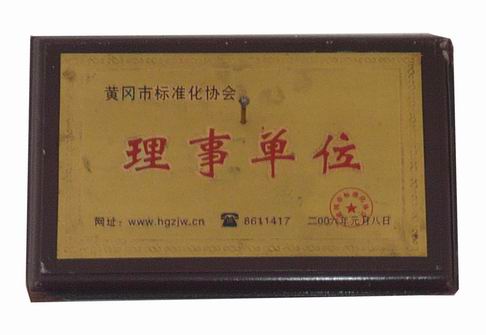 黄冈市标准化协会
理事单位
网址：www.hgzjw.cn ☎ 8611417 二00六年元月八日